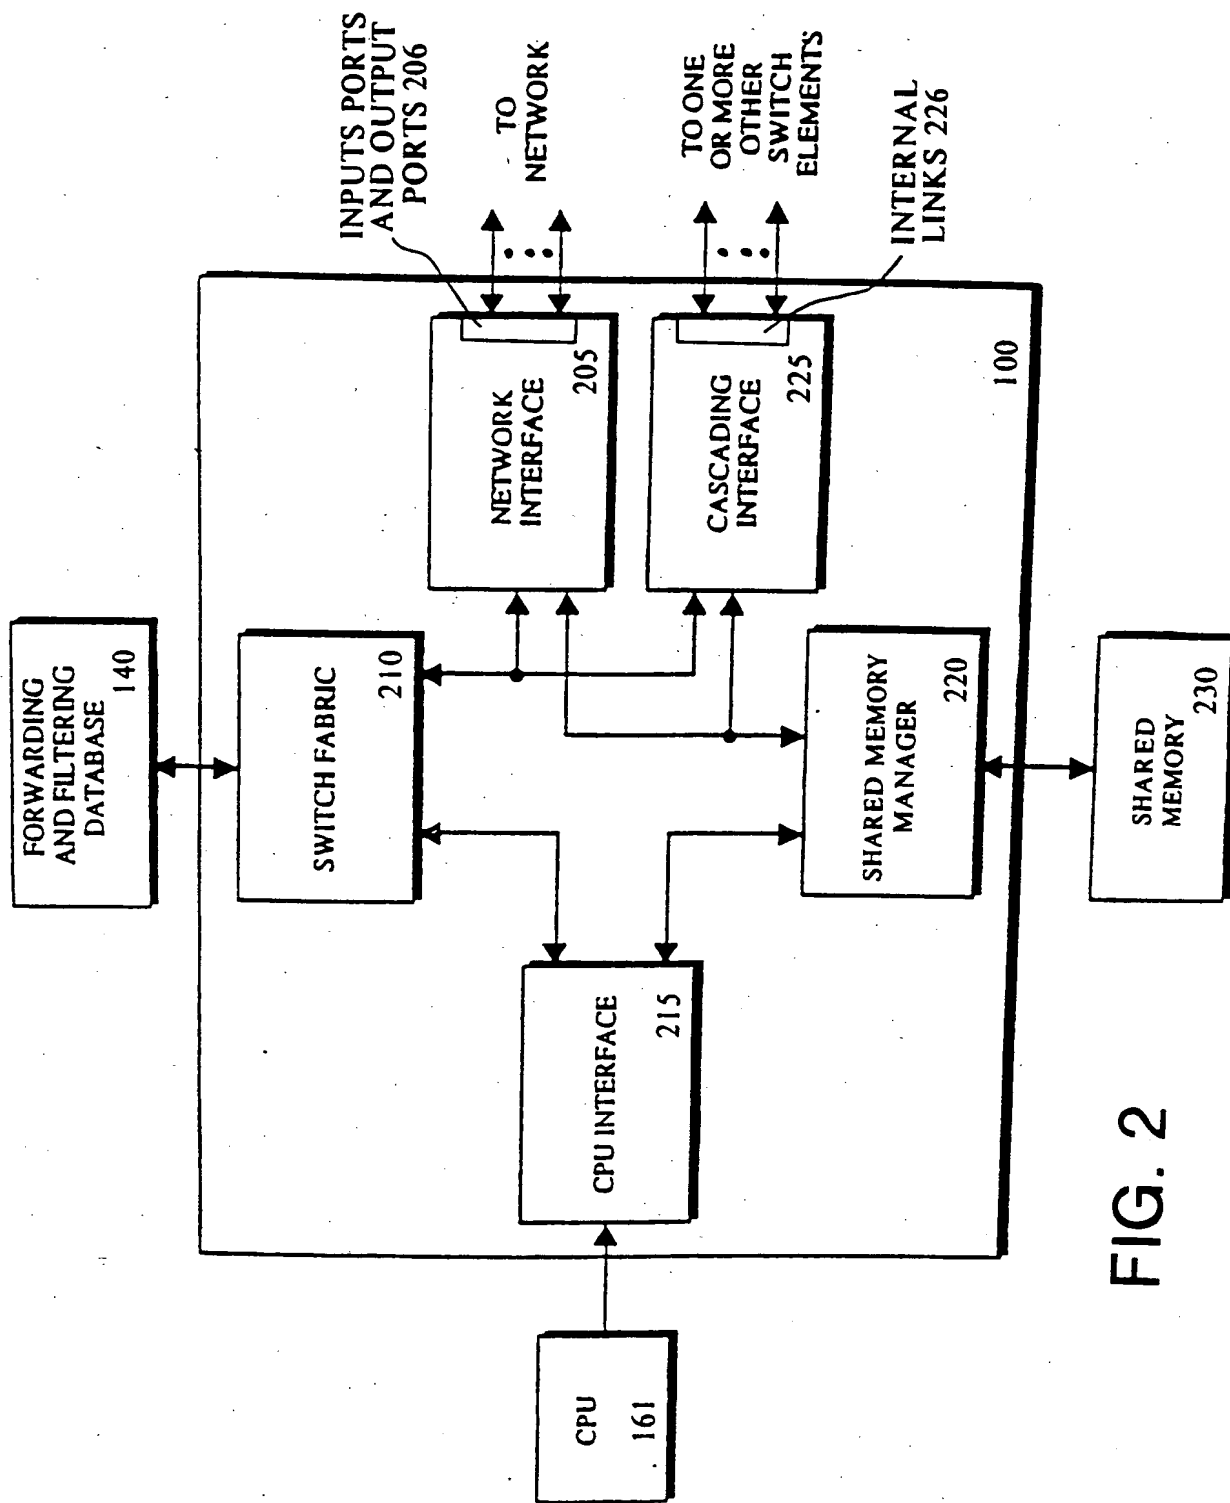 FORWARDING
AND FILTERING
DATABASE
140
SWITCH FABRIC
210
INPUTS PORTS
AND OUTPUT
PORTS 206
NETWORK
INTERFACE
205
TO
NETWORK
CPU
161
CPU INTERFACE
215
CASCADING
INTERFACE
225
TO ONE
OR MORE
OTHER
SWITCH
ELEMENTS
INTERNAL
LINKS 226
SHARED MEMORY
MANAGER
220
100
SHARED
MEMORY
230
FIG. 2